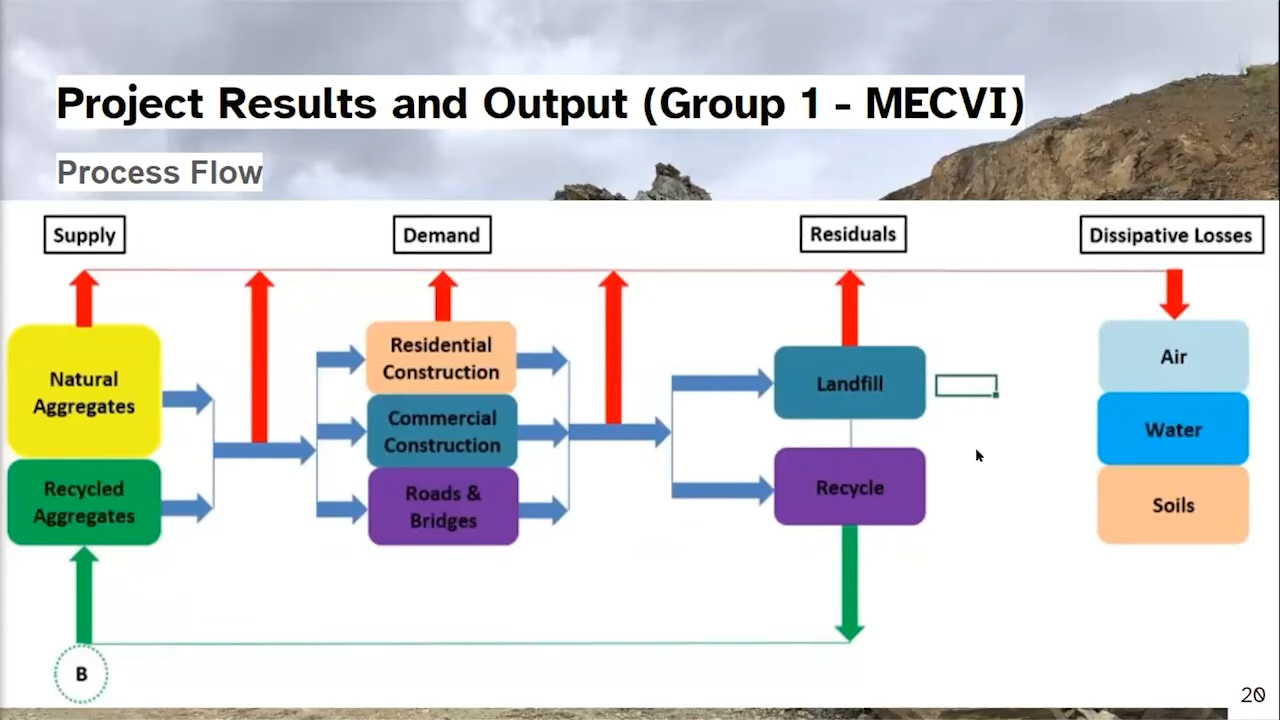 Project Results and Output (Group 1 - MECVI)
Process Flow
Supply
Demand
Residuals
Dissipative Losses
Natural
Aggregates
Recycled
Aggregates
Residential
Construction
Commercial
Construction
Roads &
Bridges
Landfill
Recycle
Air
Water
Soils
B
20